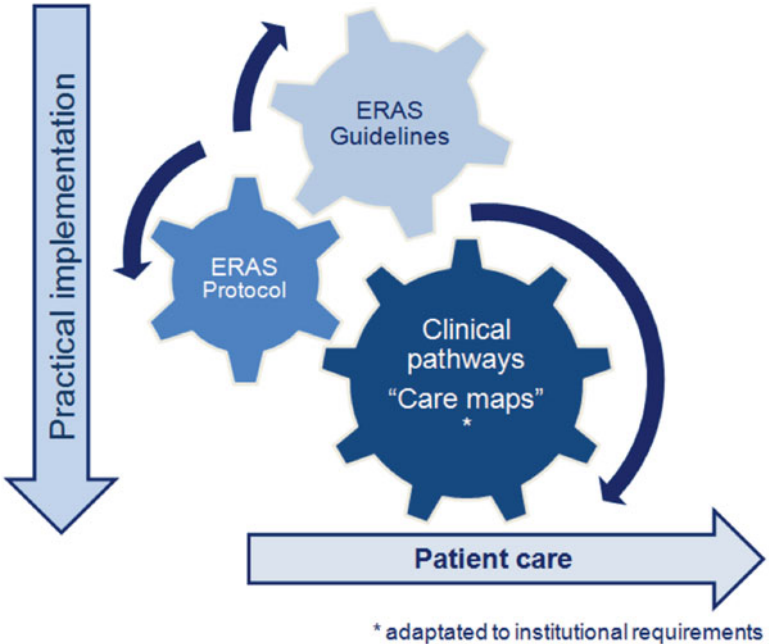 Practical implementation
ERAS
Guidelines
ERAS
Protocol
Clinical
pathways
“Care maps”
*
Patient care
* adaptated to institutional requirements